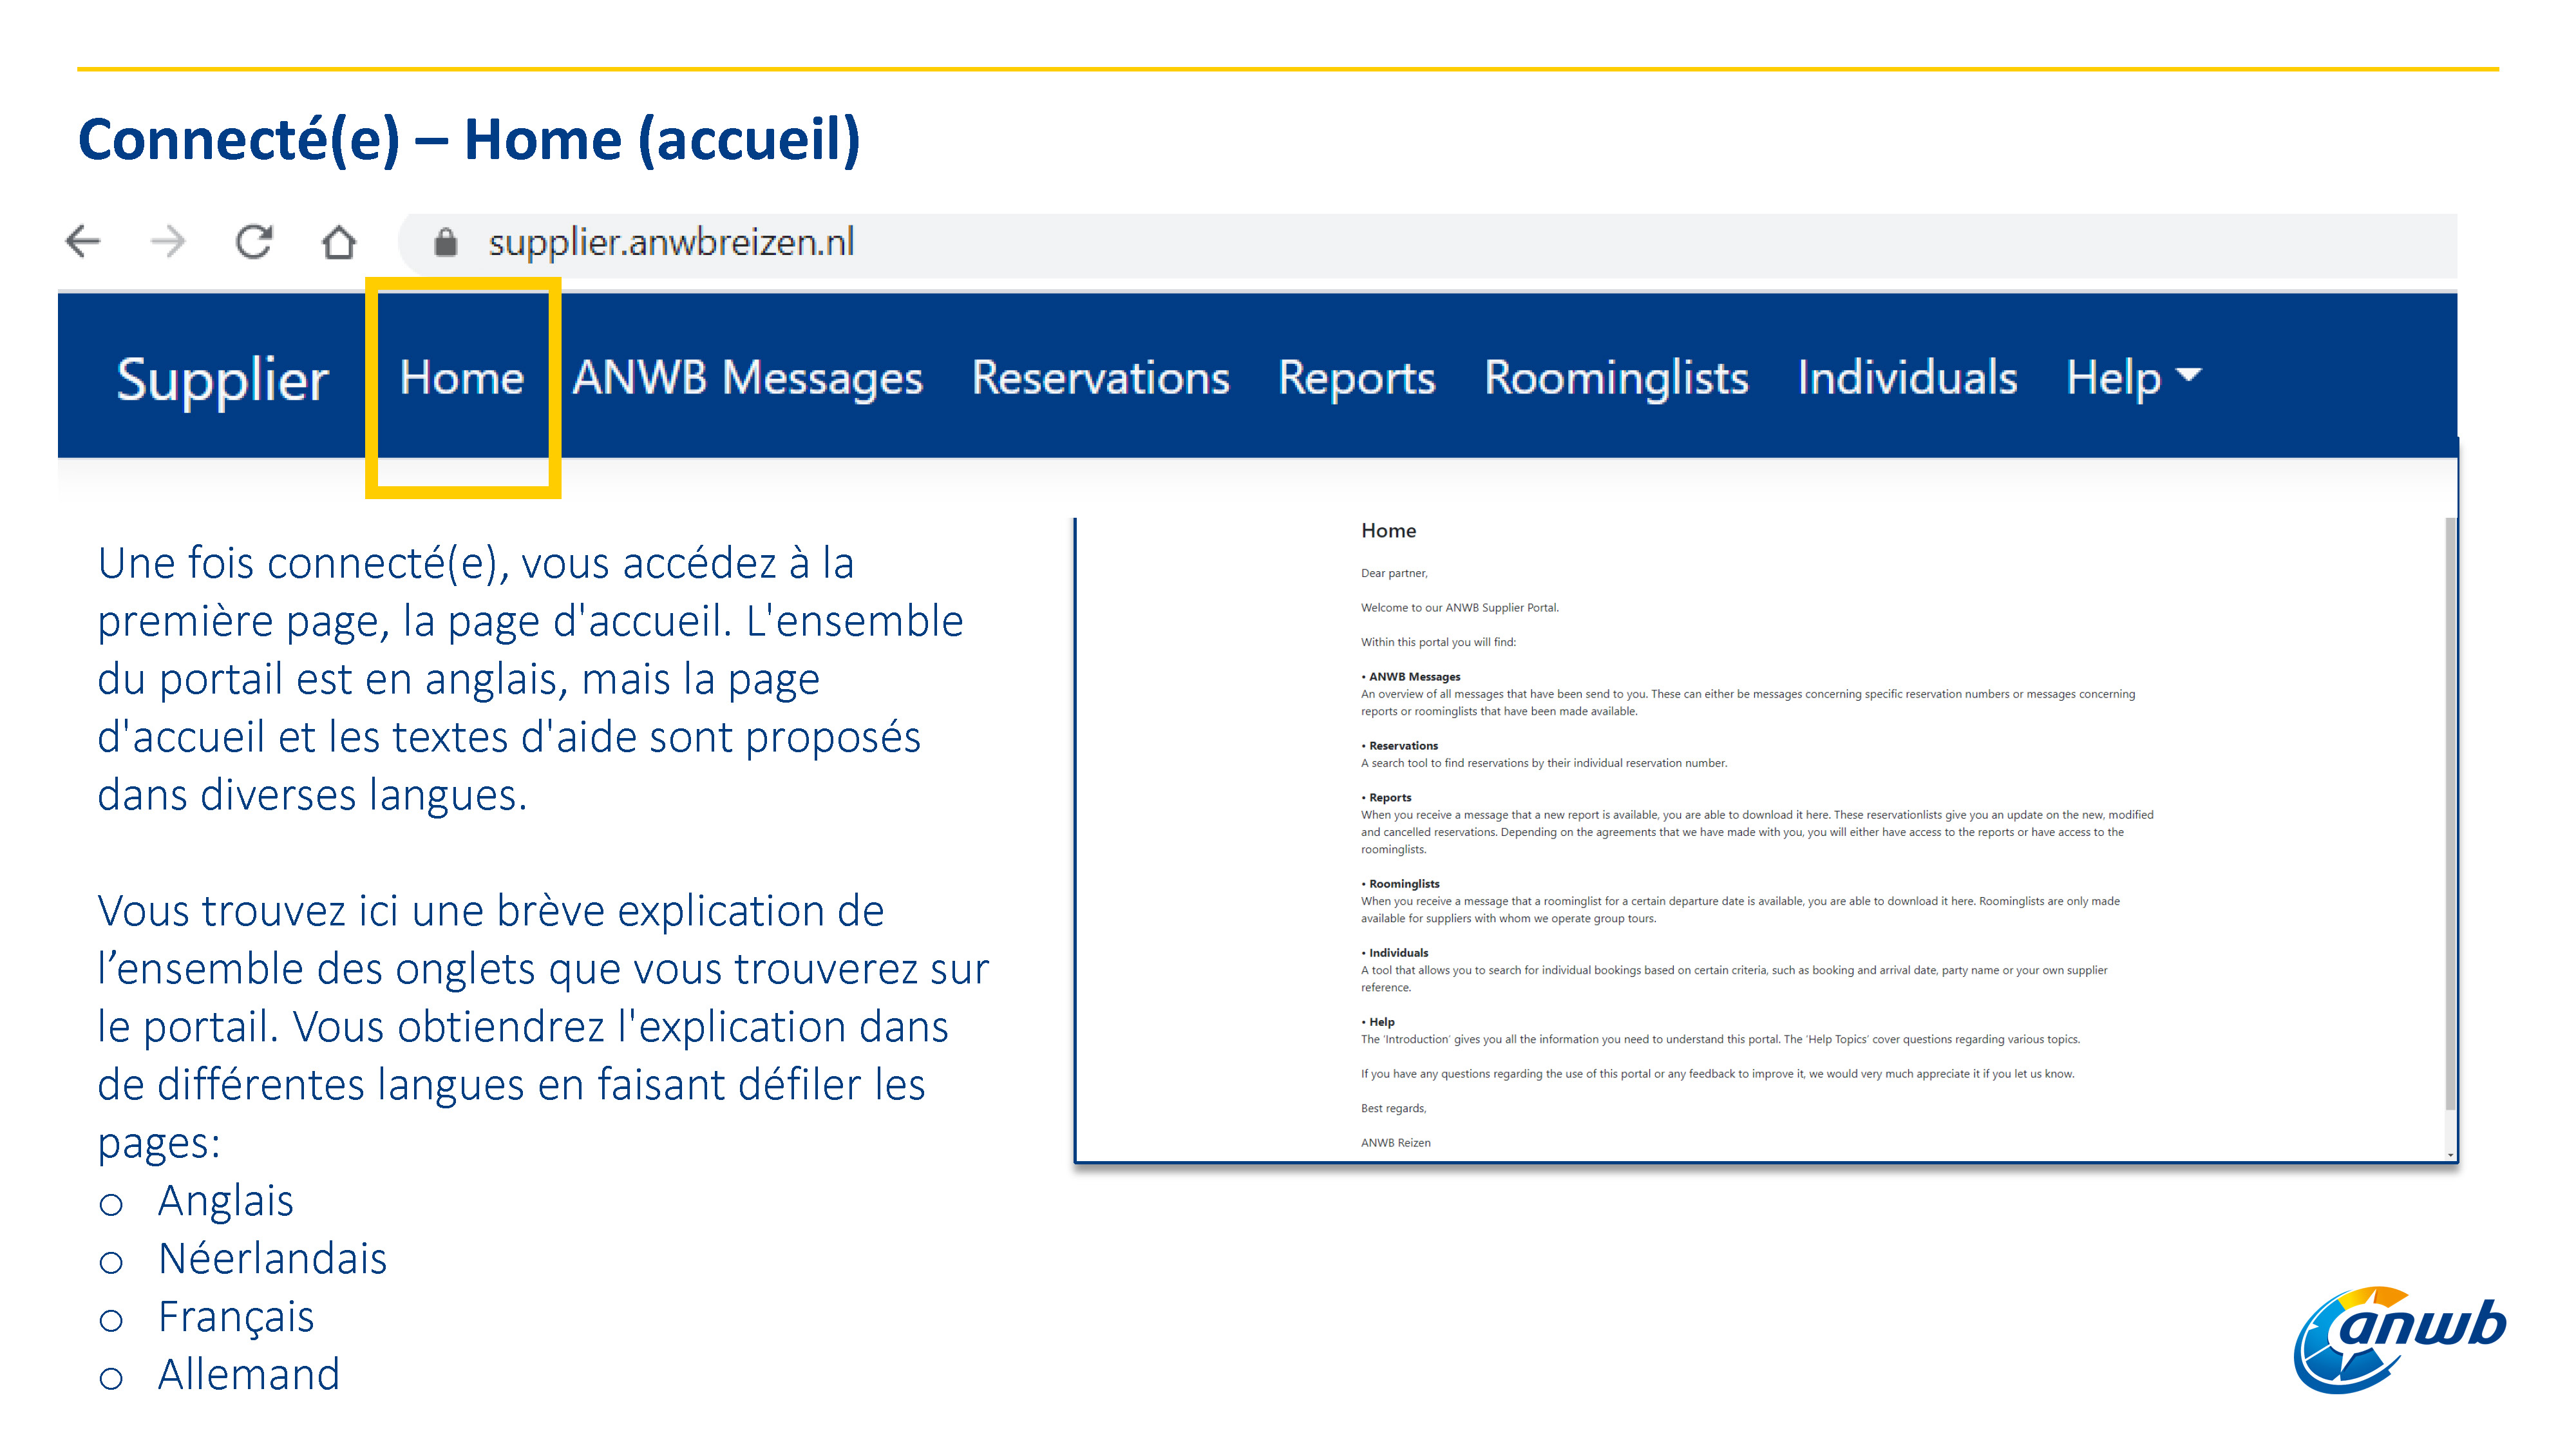 Connecté(e) – Home (accueil)
supplier.anwbreizen.nl
Supplier Home ANWB Messages Reservations Reports Roominglists Individuals Help
Une fois connecté(e), vous accédez à la
première page, la page d'accueil. L'ensemble
du portail est en anglais, mais la page
d'accueil et les textes d'aide sont proposés
dans diverses langues.
Vous trouvez ici une brève explication de
l’ensemble des onglets que vous trouverez sur
le portail. Vous obtiendrez l'explication dans
de différentes langues en faisant défiler les
pages:
o Anglais
o Néerlandais
o Français
o Allemand
Home
Dear partner,
Welcome to our ANWB Supplier Portal.
Within this portal you will find:
• ANWB Messages
An overview of all messages that have been send to you. These can either be messages concerning specific reservation numbers or messages concerning
reports or roominglists that have been made available.
• Reservations
A search tool to find reservations by their individual reservation number.
• Reports
When you receive a message that a new report is available, you are able to download it here. These reservationlists give you an update on the new, modified
and cancelled reservations. Depending on the agreements that we have made with you, you will either have access to the reports or have access to the
roominglists.
• Roominglists
When you receive a message that a roominglist for a certain departure date is available, you are able to download it here. Roominglists are only made
available for suppliers with whom we operate group tours.
• Individuals
A tool that allows you to search for individual bookings based on certain criteria, such as booking and arrival date, party name or your own supplier
reference.
• Help
The 'Introduction' gives you all the information you need to understand this portal. The 'Help Topics' cover questions regarding various topics.
If you have any questions regarding the use of this portal or any feedback to improve it, we would very much appreciate it if you let us know.
Best regards,
ANWB Reizen
anwb